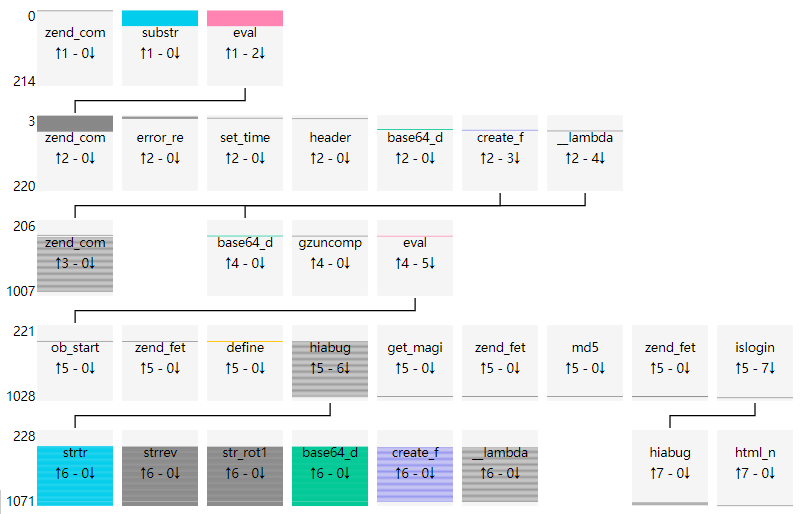 0
zend_com substr eval
↑1 - 0↓ ↑1 - 0↓ ↑1 - 2↓
214
3
zend_com error_re set_time header base64_d create_f __lambda
↑2 - 0↓ ↑2 - 0↓ ↑2 - 0↓ ↑2 - 0↓ ↑2 - 0↓ ↑2 - 3↓ ↑2 - 4↓
220
206
zend_com base64_d gzuncomp eval
↑3 - 0↓ ↑4 - 0↓ ↑4 - 0↓ ↑4 - 5↓
1007
221
ob_start zend_fet define hiabug get_magi zend_fet md5 zend_fet islogin
↑5 - 0↓ ↑5 - 0↓ ↑5 - 0↓ ↑5 - 6↓ ↑5 - 0↓ ↑5 - 0↓ ↑5 - 0↓ ↑5 - 0↓ ↑5 - 7↓
1028
228
strtr strrev str_rot1 base64_d create_f __lambda hiabug html_n
↑6 - 0↓ ↑6 - 0↓ ↑6 - 0↓ ↑6 - 0↓ ↑6 - 0↓ ↑6 - 0↓ ↑7 - 0↓ ↑7 - 0↓
1071